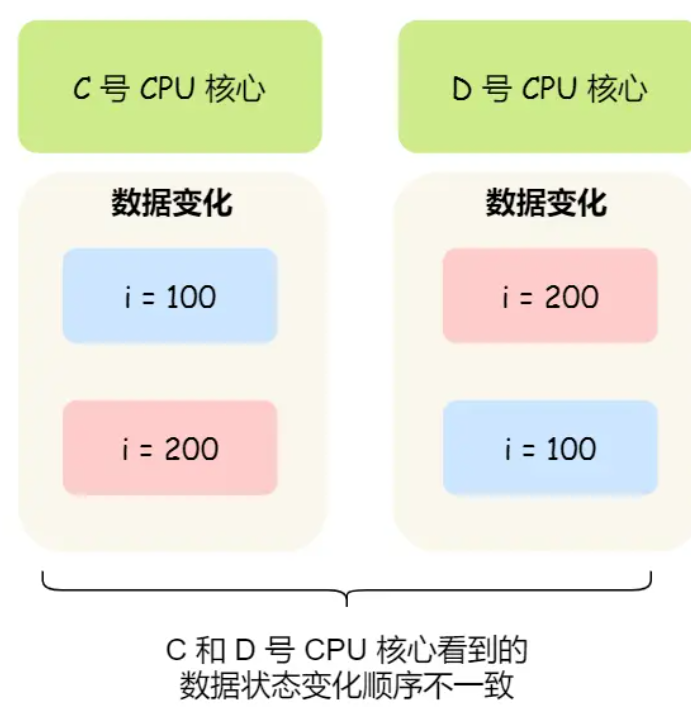 C 号 CPU 核心
D 号 CPU 核心
数据变化
数据变化
i = 100
i = 200
i = 200
i = 100
C 和 D 号 CPU 核心看到的
数据状态变化顺序不一致